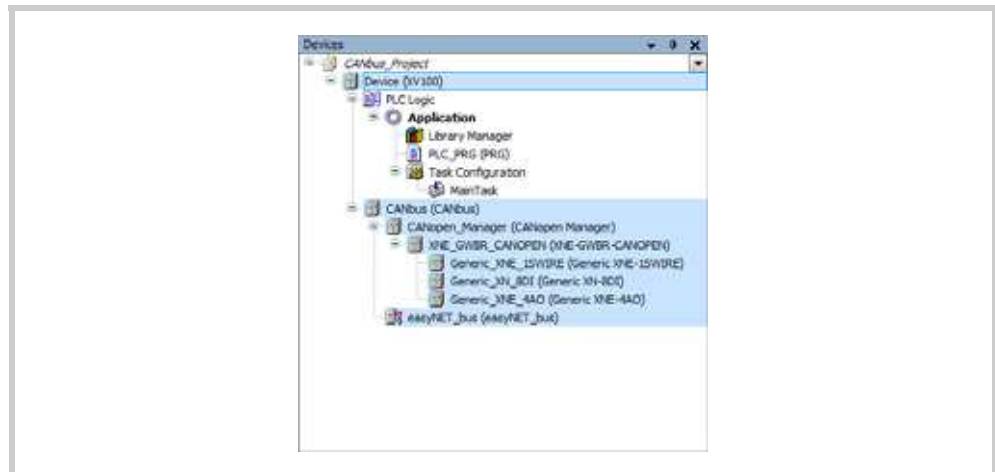 Devices
CANbus_Project
Device (XV100)
PLC Logic
Application
Library Manager
PLC_PRG (PRG)
Task Configuration
MainTask
CANbus (CANbus)
CANopen_Manager (CANopen Manager)
XNE_GWBR_CANOPEN (XNE-GWBR-CANOPEN)
Generic_XNE_1SWIRE (Generic XNE-1SWIRE)
Generic_XN_8DI (Generic XN-8DI)
Generic_XNE_4AO (Generic XNE-4AO)
easyNET_bus (easyNET_bus)